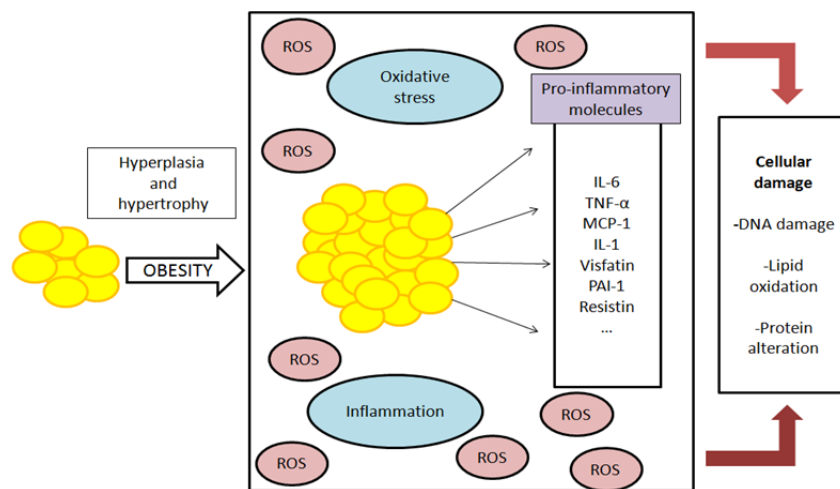 Hyperplasia
and
hypertrophy
OBESITY
ROS
ROS
Oxidative
stress
ROS
Pro-inflammatory
molecules
IL-6
TNF-α
MCP-1
IL-1
Visfatin
PAI-1
Resistin
...
ROS
Inflammation
ROS
ROS
ROS
ROS
Cellular
damage
-DNA damage
-Lipid
oxidation
-Protein
alteration